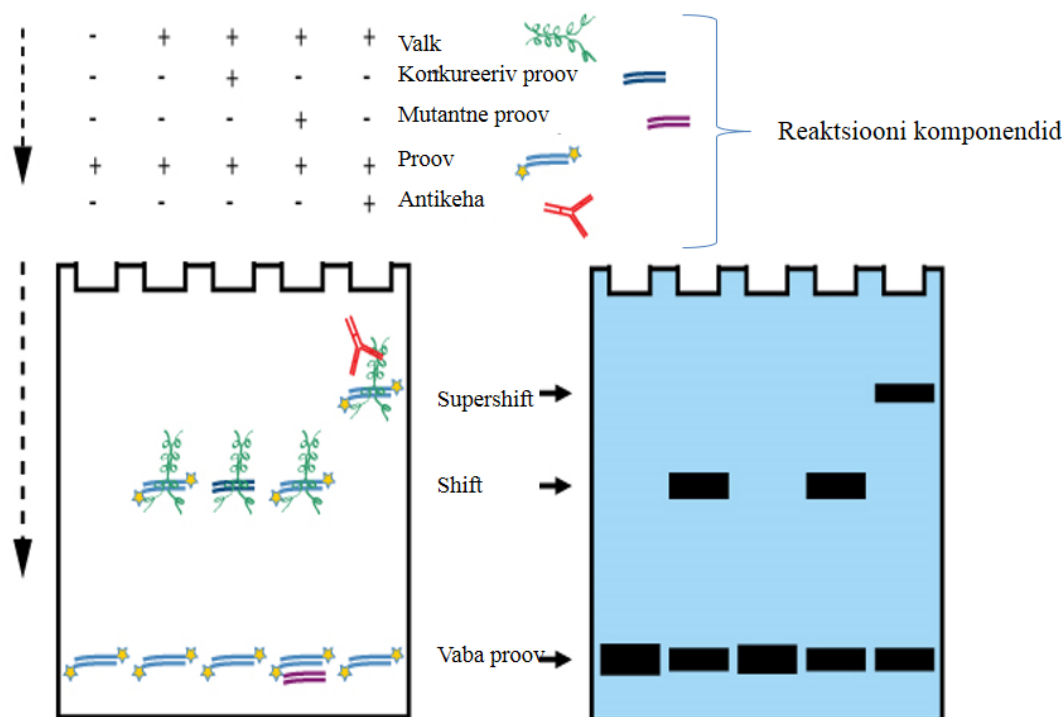 - + + + + Valk
- - + - - Konkureeriv proov
- - - + - Mutantne proov
Reaktsiooni komponendid
+ + + + + Proov
- - - - + Antikeha
Supershift
Shift
Vaba proov